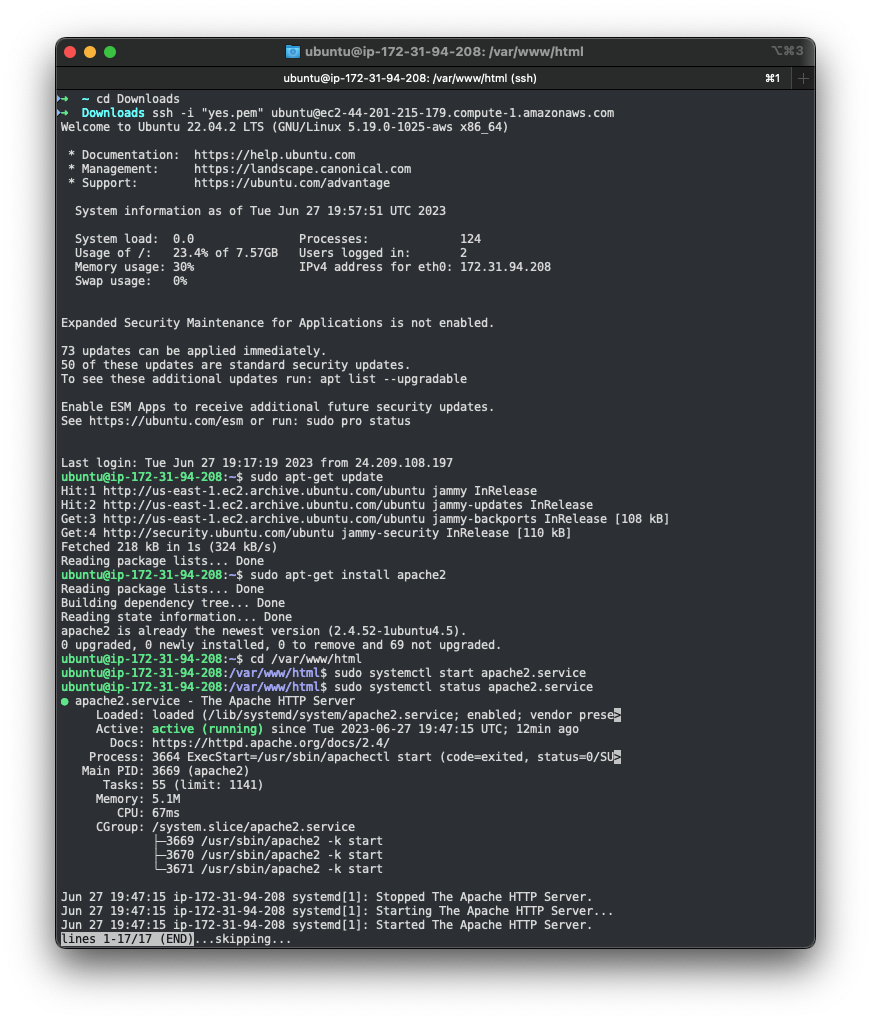 ubuntu@ip-172-31-94-208: /var/www/html ⌥⌘3
ubuntu@ip-172-31-94-208: /var/www/html (ssh) ⌘1 +
➜  ~ cd Downloads
➜  Downloads ssh -i "yes.pem" ubuntu@ec2-44-201-215-179.compute-1.amazonaws.com
Welcome to Ubuntu 22.04.2 LTS (GNU/Linux 5.19.0-1025-aws x86_64)
 * Documentation:  https://help.ubuntu.com
 * Management:     https://landscape.canonical.com
 * Support:        https://ubuntu.com/advantage
  System information as of Tue Jun 27 19:57:51 UTC 2023
  System load:  0.0               Processes:             124
  Usage of /:   23.4% of 7.57GB   Users logged in:       2
  Memory usage: 30%               IPv4 address for eth0: 172.31.94.208
  Swap usage:   0%
Expanded Security Maintenance for Applications is not enabled.
73 updates can be applied immediately.
50 of these updates are standard security updates.
To see these additional updates run: apt list --upgradable
Enable ESM Apps to receive additional future security updates.
See https://ubuntu.com/esm or run: sudo pro status
Last login: Tue Jun 27 19:17:19 2023 from 24.209.108.197
ubuntu@ip-172-31-94-208:~$ sudo apt-get update
Hit:1 http://us-east-1.ec2.archive.ubuntu.com/ubuntu jammy InRelease
Hit:2 http://us-east-1.ec2.archive.ubuntu.com/ubuntu jammy-updates InRelease
Get:3 http://us-east-1.ec2.archive.ubuntu.com/ubuntu jammy-backports InRelease [108 kB]
Get:4 http://security.ubuntu.com/ubuntu jammy-security InRelease [110 kB]
Fetched 218 kB in 1s (324 kB/s)
Reading package lists... Done
ubuntu@ip-172-31-94-208:~$ sudo apt-get install apache2
Reading package lists... Done
Building dependency tree... Done
Reading state information... Done
apache2 is already the newest version (2.4.52-1ubuntu4.5).
0 upgraded, 0 newly installed, 0 to remove and 69 not upgraded.
ubuntu@ip-172-31-94-208:~$ cd /var/www/html
ubuntu@ip-172-31-94-208:/var/www/html$ sudo systemctl start apache2.service
ubuntu@ip-172-31-94-208:/var/www/html$ sudo systemctl status apache2.service
● apache2.service - The Apache HTTP Server
     Loaded: loaded (/lib/systemd/system/apache2.service; enabled; vendor prese>
     Active: active (running) since Tue 2023-06-27 19:47:15 UTC; 12min ago
       Docs: https://httpd.apache.org/docs/2.4/
    Process: 3664 ExecStart=/usr/sbin/apachectl start (code=exited, status=0/SU>
   Main PID: 3669 (apache2)
      Tasks: 55 (limit: 1141)
     Memory: 5.1M
        CPU: 67ms
     CGroup: /system.slice/apache2.service
             ├─3669 /usr/sbin/apache2 -k start
             ├─3670 /usr/sbin/apache2 -k start
             └─3671 /usr/sbin/apache2 -k start
Jun 27 19:47:15 ip-172-31-94-208 systemd[1]: Stopped The Apache HTTP Server.
Jun 27 19:47:15 ip-172-31-94-208 systemd[1]: Starting The Apache HTTP Server...
Jun 27 19:47:15 ip-172-31-94-208 systemd[1]: Started The Apache HTTP Server.
lines 1-17/17 (END)...skipping...